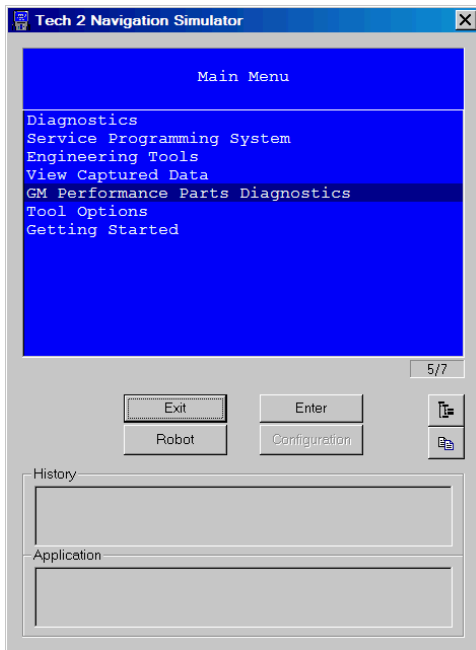 Tech 2 Navigation Simulator
Main Menu
Diagnostics
Service Programming System
Engineering Tools
View Captured Data
GM Performance Parts Diagnostics
Tool Options
Getting Started
5/7
Exit
Enter
Robot
Configuration
History
Application